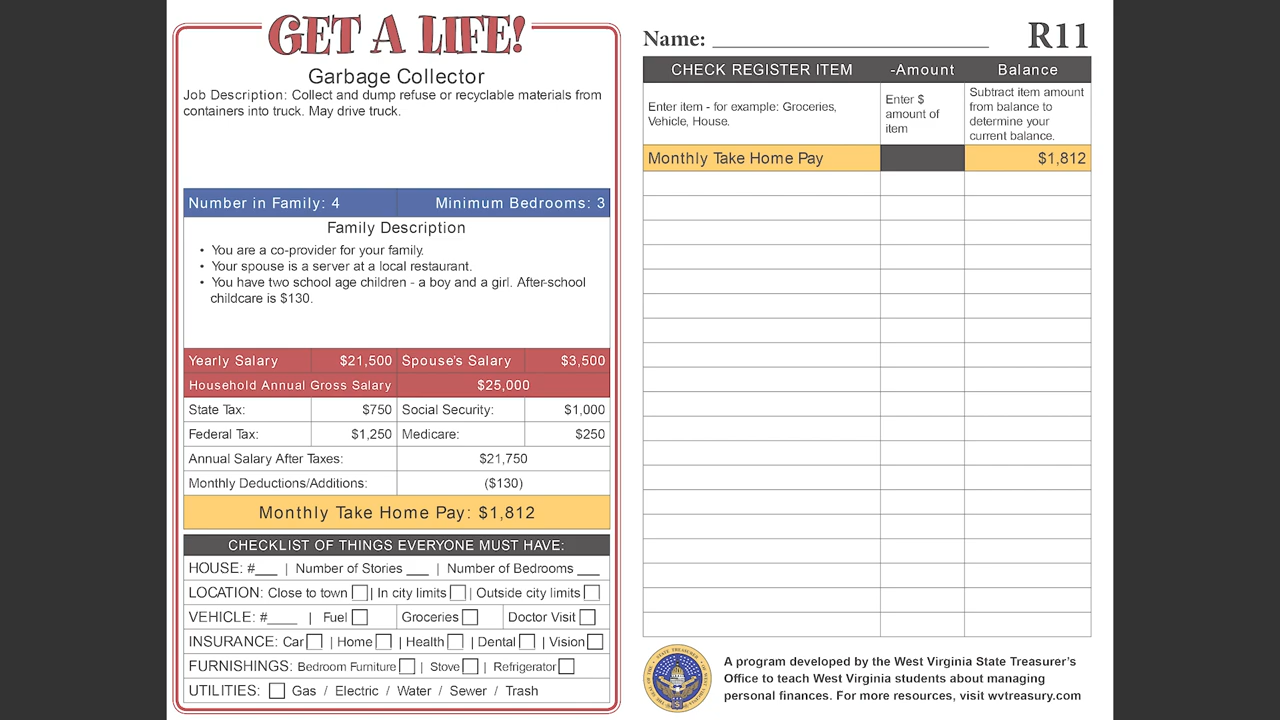 GET A LIFE!
Garbage Collector
Job Description: Collect and dump refuse or recyclable materials from
containers into truck. May drive truck.
Number in Family: 4 Minimum Bedrooms: 3
Family Description
• You are a co-provider for your family.
• Your spouse is a server at a local restaurant.
• You have two school age children - a boy and a girl. After-school
childcare is $130.
Yearly Salary $21,500 Spouse's Salary $3,500
Household Annual Gross Salary $25,000
State Tax: $750 Social Security: $1,000
Federal Tax: $1,250 Medicare: $250
Annual Salary After Taxes: $21,750
Monthly Deductions/Additions: ($130)
Monthly Take Home Pay: $1,812
CHECKLIST OF THINGS EVERYONE MUST HAVE:
HOUSE: #___ | Number of Stories ___ | Number of Bedrooms ___
LOCATION: Close to town | In city limits | Outside city limits
VEHICLE: #____ | Fuel Groceries Doctor Visit
INSURANCE: Car | Home | Health | Dental | Vision
FURNISHINGS: Bedroom Furniture | Stove | Refrigerator
UTILITIES: Gas / Electric / Water / Sewer / Trash
Name: ______________________________ R11
CHECK REGISTER ITEM -Amount Balance
Enter item - for example: Groceries,
Vehicle, House.
Enter $
amount of
item
Subtract item amount
from balance to
determine your
current balance.
Monthly Take Home Pay $1,812
A program developed by the West Virginia State Treasurer's
Office to teach West Virginia students about managing
personal finances. For more resources, visit wvtreasury.com